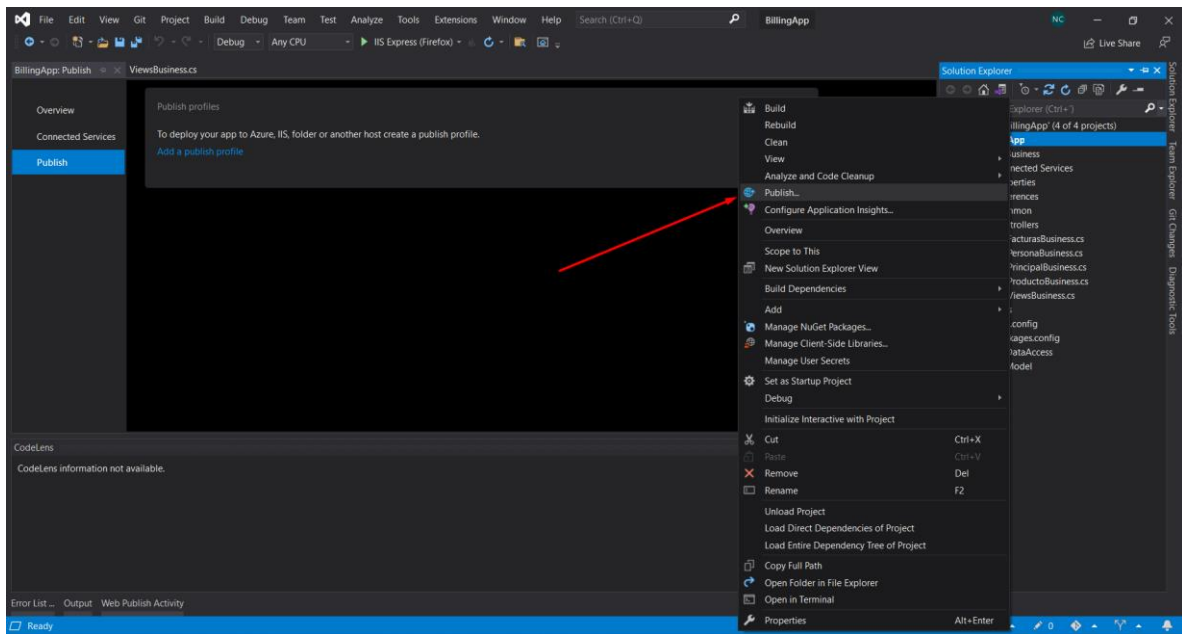 File Edit View Git Project Build Debug Team Test Analyze Tools Extensions Window Help Search (Ctrl+Q) BillingApp NC
Debug Any CPU IIS Express (Firefox) Live Share
BillingApp: Publish ViewsBusiness.cs
Overview
Connected Services
Publish
Publish profiles
To deploy your app to Azure, IIS, folder or another host create a publish profile.
Add a publish profile
CodeLens
CodeLens information not available.
Error List ... Output Web Publish Activity
Ready
Build
Rebuild
Clean
View
Analyze and Code Cleanup
Publish...
Configure Application Insights...
Overview
Scope to This
New Solution Explorer View
Build Dependencies
Add
Manage NuGet Packages...
Manage Client-Side Libraries...
Manage User Secrets
Set as Startup Project
Debug
Initialize Interactive with Project
Cut Ctrl+X
Paste Ctrl+V
Remove Del
Rename F2
Unload Project
Load Direct Dependencies of Project
Load Entire Dependency Tree of Project
Copy Full Path
Open Folder in File Explorer
Open in Terminal
Properties Alt+Enter
Solution Explorer
Explorer (Ctrl+´)
illingApp' (4 of 4 projects)
App
usiness
nected Services
perties
erences
nmon
trollers
acturasBusiness.cs
PersonaBusiness.cs
PrincipalBusiness.cs
ProductoBusiness.cs
ViewsBusiness.cs
s
.config
kages.config
DataAccess
Model
0
Solution Explorer
Team Explorer
Git Changes
Diagnostic Tools